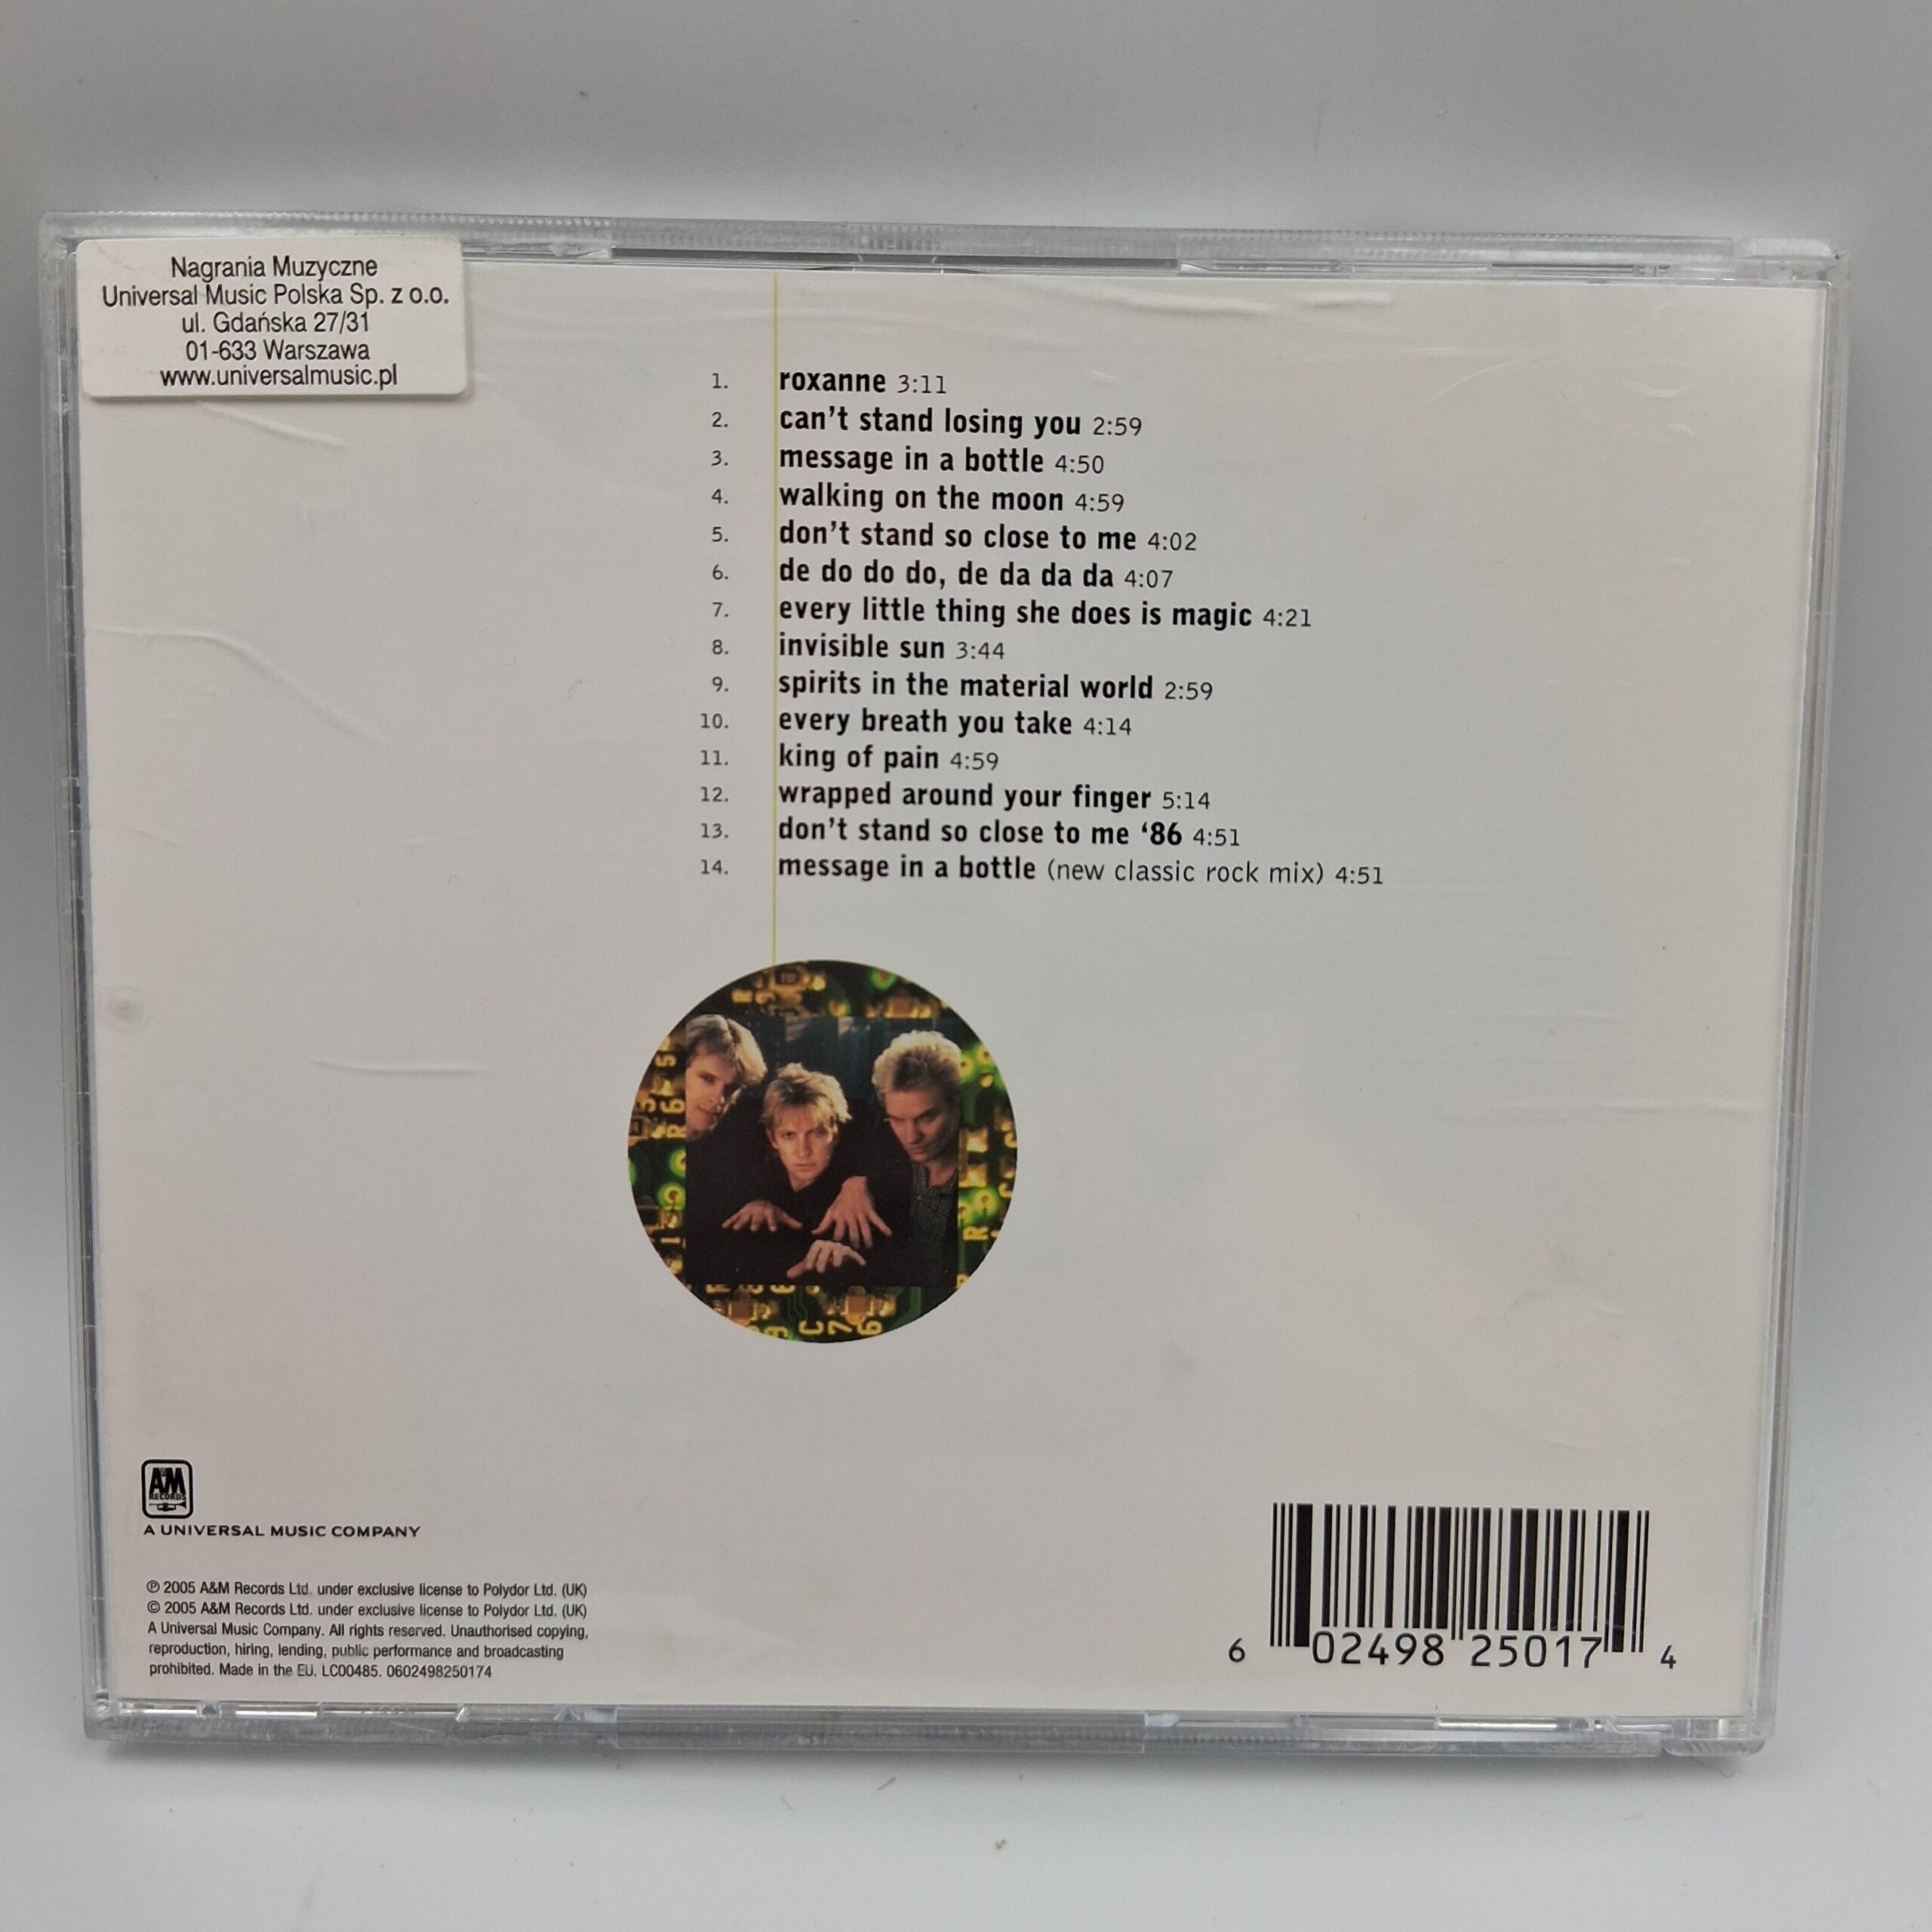 Nagrania Muzyczne
Universal Music Polska Sp. z o.o.
ul. Gdańska 27/31
01-633 Warszawa
www.universalmusic.pl
1. roxanne 3:11
2. can't stand losing you 2:59
3. message in a bottle 4:50
4. walking on the moon 4:59
5. don't stand so close to me 4:02
6. de do do do, de da da da 4:07
7. every little thing she does is magic 4:21
8. invisible sun 3:44
9. spirits in the material world 2:59
10. every breath you take 4:14
11. king of pain 4:59
12. wrapped around your finger 5:14
13. don't stand so close to me ‘86 4:51
14. message in a bottle (new classic rock mix) 4:51
AM
RECORDS
A UNIVERSAL MUSIC COMPANY
℗ 2005 A&M Records Ltd. under exclusive license to Polydor Ltd. (UK)
© 2005 A&M Records Ltd. under exclusive license to Polydor Ltd. (UK)
A Universal Music Company. All rights reserved. Unauthorised copying,
reproduction, hiring, lending, public performance and broadcasting
prohibited. Made in the EU. LC00485. 0602498250174
6 02498 25017 4